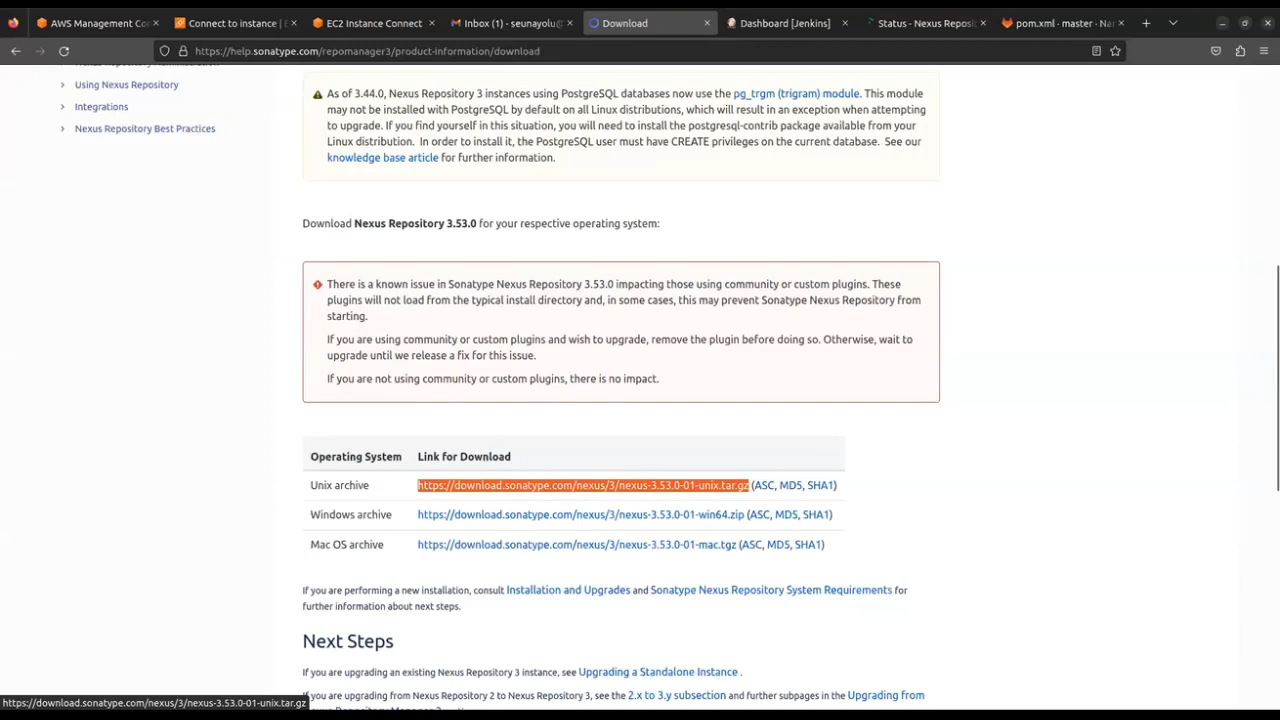 AWS Management Co
Connect to instance | E
EC2 Instance Connect
Inbox (1) - seunayolu@
Download
Dashboard [Jenkins]
Status - Nexus Reposit
pom.xml · master · Nar
https://help.sonatype.com/repomanager3/product-information/download
Nexus Repository Administration
Using Nexus Repository
Integrations
Nexus Repository Best Practices
As of 3.44.0, Nexus Repository 3 instances using PostgreSQL databases now use the pg_trgm (trigram) module. This module
may not be installed with PostgreSQL by default on all Linux distributions, which will result in an exception when attempting
to upgrade. If you find yourself in this situation, you will need to install the postgresql-contrib package available from your
Linux distribution. In order to install it, the PostgreSQL user must have CREATE privileges on the current database. See our
knowledge base article for further information.
Download Nexus Repository 3.53.0 for your respective operating system:
There is a known issue in Sonatype Nexus Repository 3.53.0 impacting those using community or custom plugins. These
plugins will not load from the typical install directory and, in some cases, this may prevent Sonatype Nexus Repository from
starting.
If you are using community or custom plugins and wish to upgrade, remove the plugin before doing so. Otherwise, wait to
upgrade until we release a fix for this issue.
If you are not using community or custom plugins, there is no impact.
Operating System Link for Download
Unix archive https://download.sonatype.com/nexus/3/nexus-3.53.0-01-unix.tar.gz (ASC, MD5, SHA1)
Windows archive https://download.sonatype.com/nexus/3/nexus-3.53.0-01-win64.zip (ASC, MD5, SHA1)
Mac OS archive https://download.sonatype.com/nexus/3/nexus-3.53.0-01-mac.tgz (ASC, MD5, SHA1)
If you are performing a new installation, consult Installation and Upgrades and Sonatype Nexus Repository System Requirements for
further information about next steps.
Next Steps
If you are upgrading an existing Nexus Repository 3 instance, see Upgrading a Standalone Instance .
If you are upgrading from Nexus Repository 2 to Nexus Repository 3, see the 2.x to 3.y subsection and further subpages in the Upgrading from
https://download.sonatype.com/nexus/3/nexus-3.53.0-01-unix.tar.gz